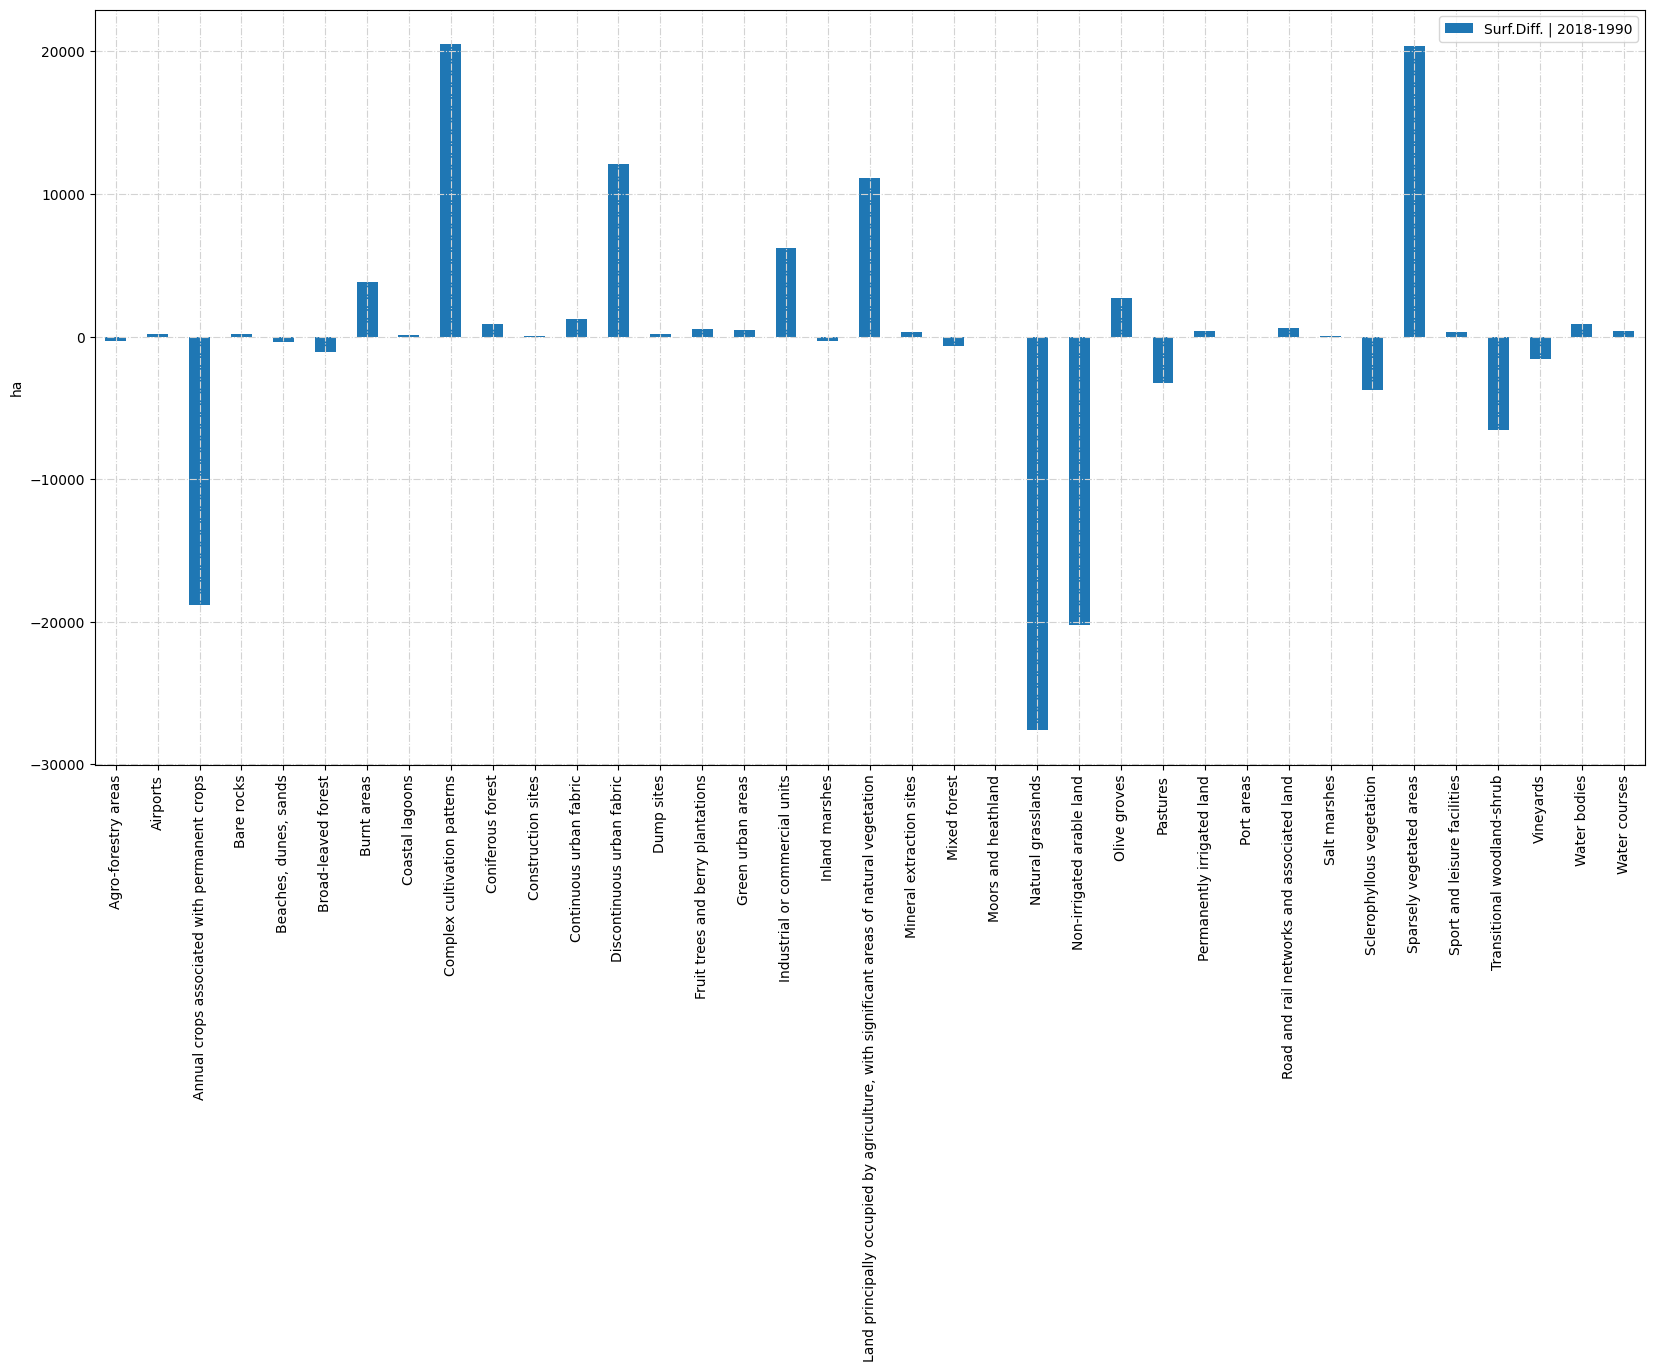 Surf.Diff. | 2018-1990
20000
10000
0
−10000
−20000
−30000
ha
Agro-forestry areas
Airports
Annual crops associated with permanent crops
Bare rocks
Beaches, dunes, sands
Broad-leaved forest
Burnt areas
Coastal lagoons
Complex cultivation patterns
Coniferous forest
Construction sites
Continuous urban fabric
Discontinuous urban fabric
Dump sites
Fruit trees and berry plantations
Green urban areas
Industrial or commercial units
Inland marshes
Land principally occupied by agriculture, with significant areas of natural vegetation
Mineral extraction sites
Mixed forest
Moors and heathland
Natural grasslands
Non-irrigated arable land
Olive groves
Pastures
Permanently irrigated land
Port areas
Road and rail networks and associated land
Salt marshes
Sclerophyllous vegetation
Sparsely vegetated areas
Sport and leisure facilities
Transitional woodland-shrub
Vineyards
Water bodies
Water courses